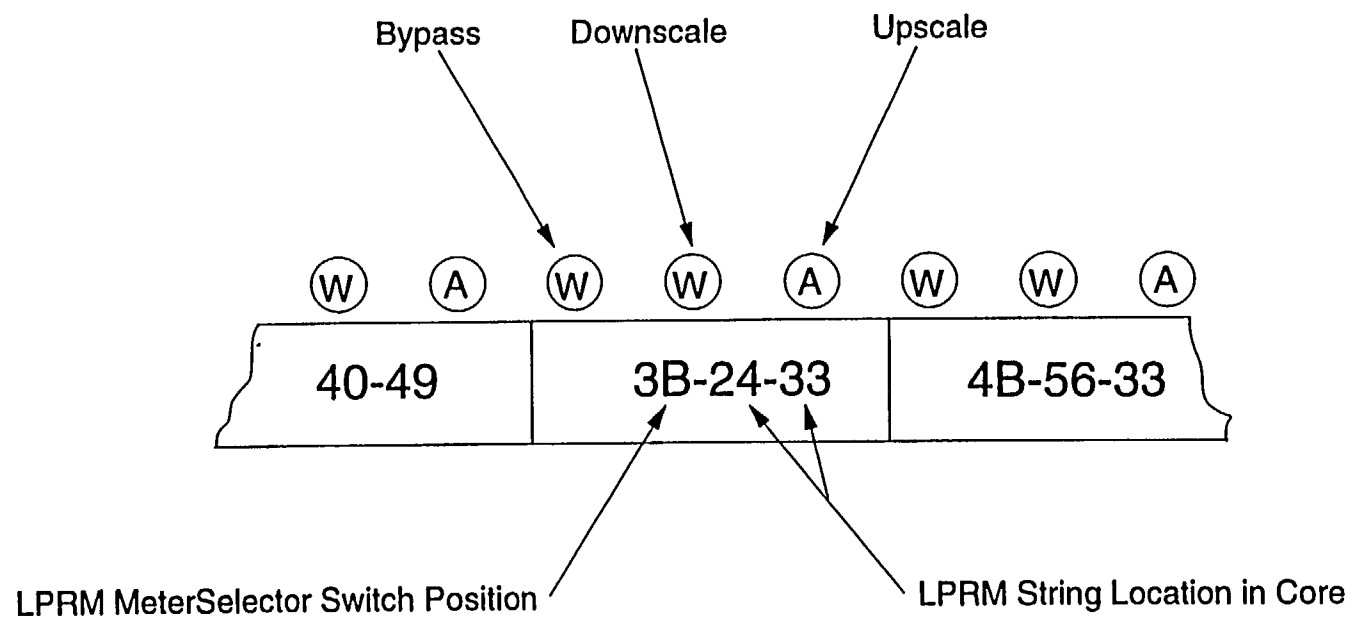 Bypass Downscale Upscale
W A W W A W W A
40-49 3B-24-33 4B-56-33
LPRM MeterSelector Switch Position LPRM String Location in Core